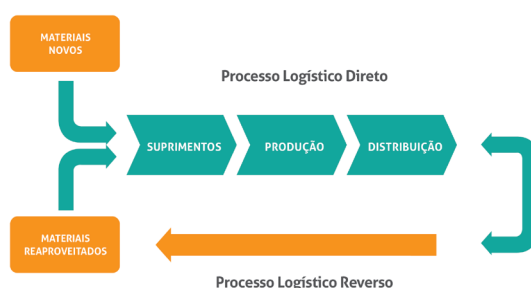 MATERIAIS
NOVOS
Processo Logístico Direto
SUPRIMENTOS
PRODUÇÃO
DISTRIBUIÇÃO
MATERIAIS
REAPROVEITADOS
Processo Logístico Reverso